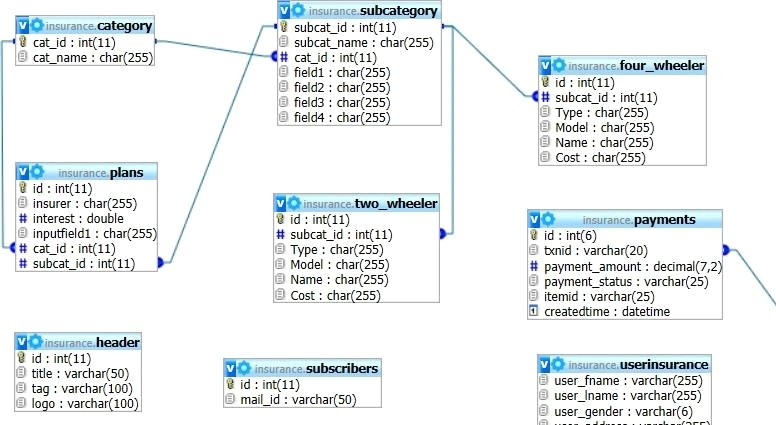 insurance.category
cat_id : int(11)
cat_name : char(255)
insurance.subcategory
subcat_id : int(11)
subcat_name : char(255)
cat_id : int(11)
field1 : char(255)
field2 : char(255)
field3 : char(255)
field4 : char(255)
insurance.four_wheeler
id : int(11)
subcat_id : int(11)
Type : char(255)
Model : char(255)
Name : char(255)
Cost : char(255)
insurance.plans
id : int(11)
insurer : char(255)
interest : double
inputfield1 : char(255)
cat_id : int(11)
subcat_id : int(11)
insurance.two_wheeler
id : int(11)
subcat_id : int(11)
Type : char(255)
Model : char(255)
Name : char(255)
Cost : char(255)
insurance.payments
id : int(6)
txnid : varchar(20)
payment_amount : decimal(7,2)
payment_status : varchar(25)
itemid : varchar(25)
createdtime : datetime
insurance.header
id : int(11)
title : varchar(50)
tag : varchar(100)
logo : varchar(100)
insurance.subscribers
id : int(11)
mail_id : varchar(50)
insurance.userinsurance
user_fname : varchar(255)
user_lname : varchar(255)
user_gender : varchar(6)